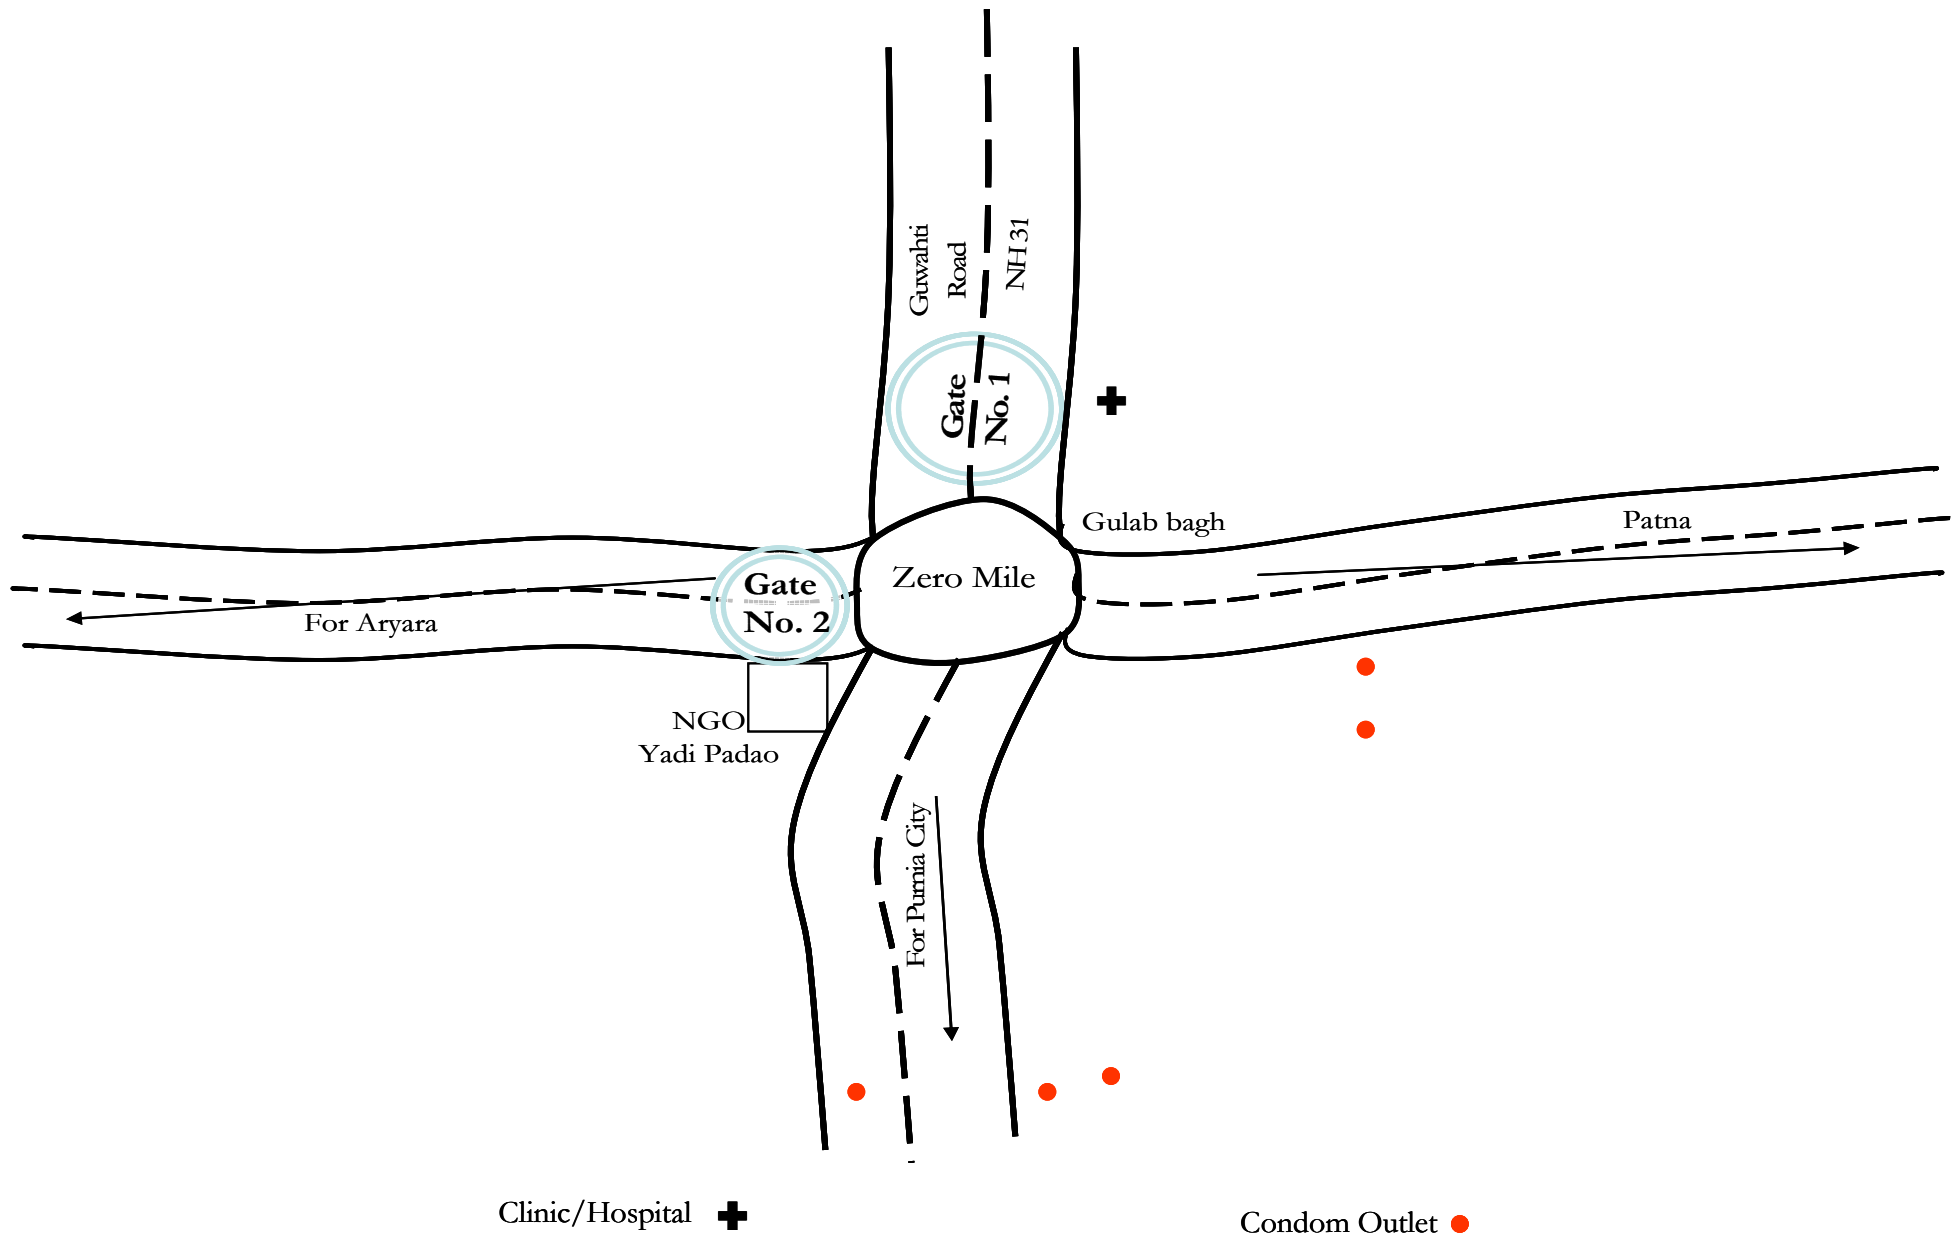 Guwahti
Road
NH 31
Gate
No. 1
Gulab bagh
Patna
Zero Mile
Gate
No. 2
For Aryara
NGO
Yadi Padao
For Purnia City
Clinic/Hospital
Condom Outlet